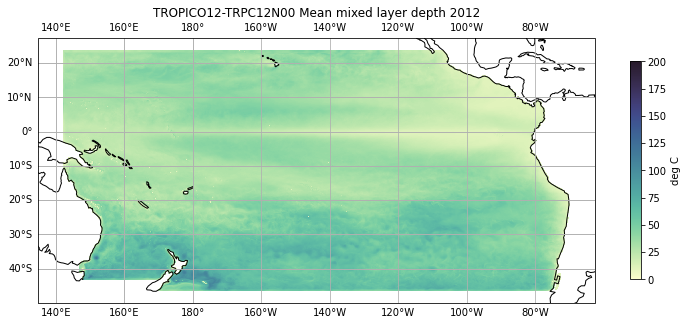 TROPICO12-TRPC12N00 Mean mixed layer depth 2012
140°E 160°E 180° 160°W 140°W 120°W 100°W 80°W
20°N
10°N
0°
10°S
20°S
30°S
40°S
140°E 160°E 180° 160°W 140°W 120°W 100°W 80°W
200
175
150
125
100
75
50
25
0
deg C